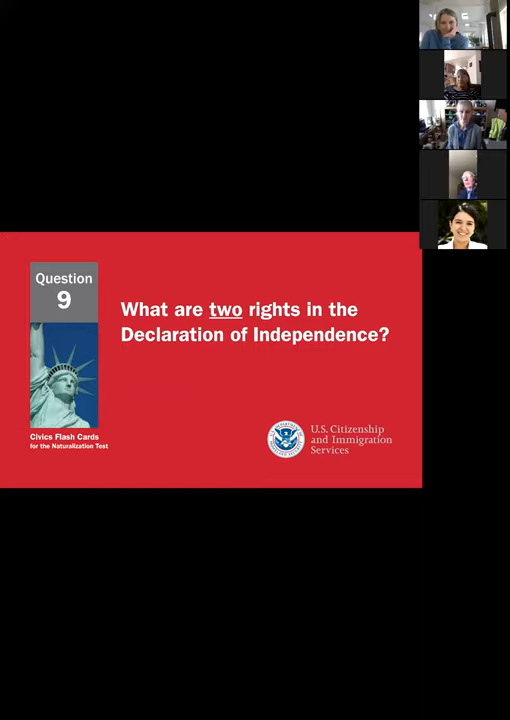 Question
9
What are two rights in the
Declaration of Independence?
Civics Flash Cards
for the Naturalization Test
U.S. Citizenship
and Immigration
Services